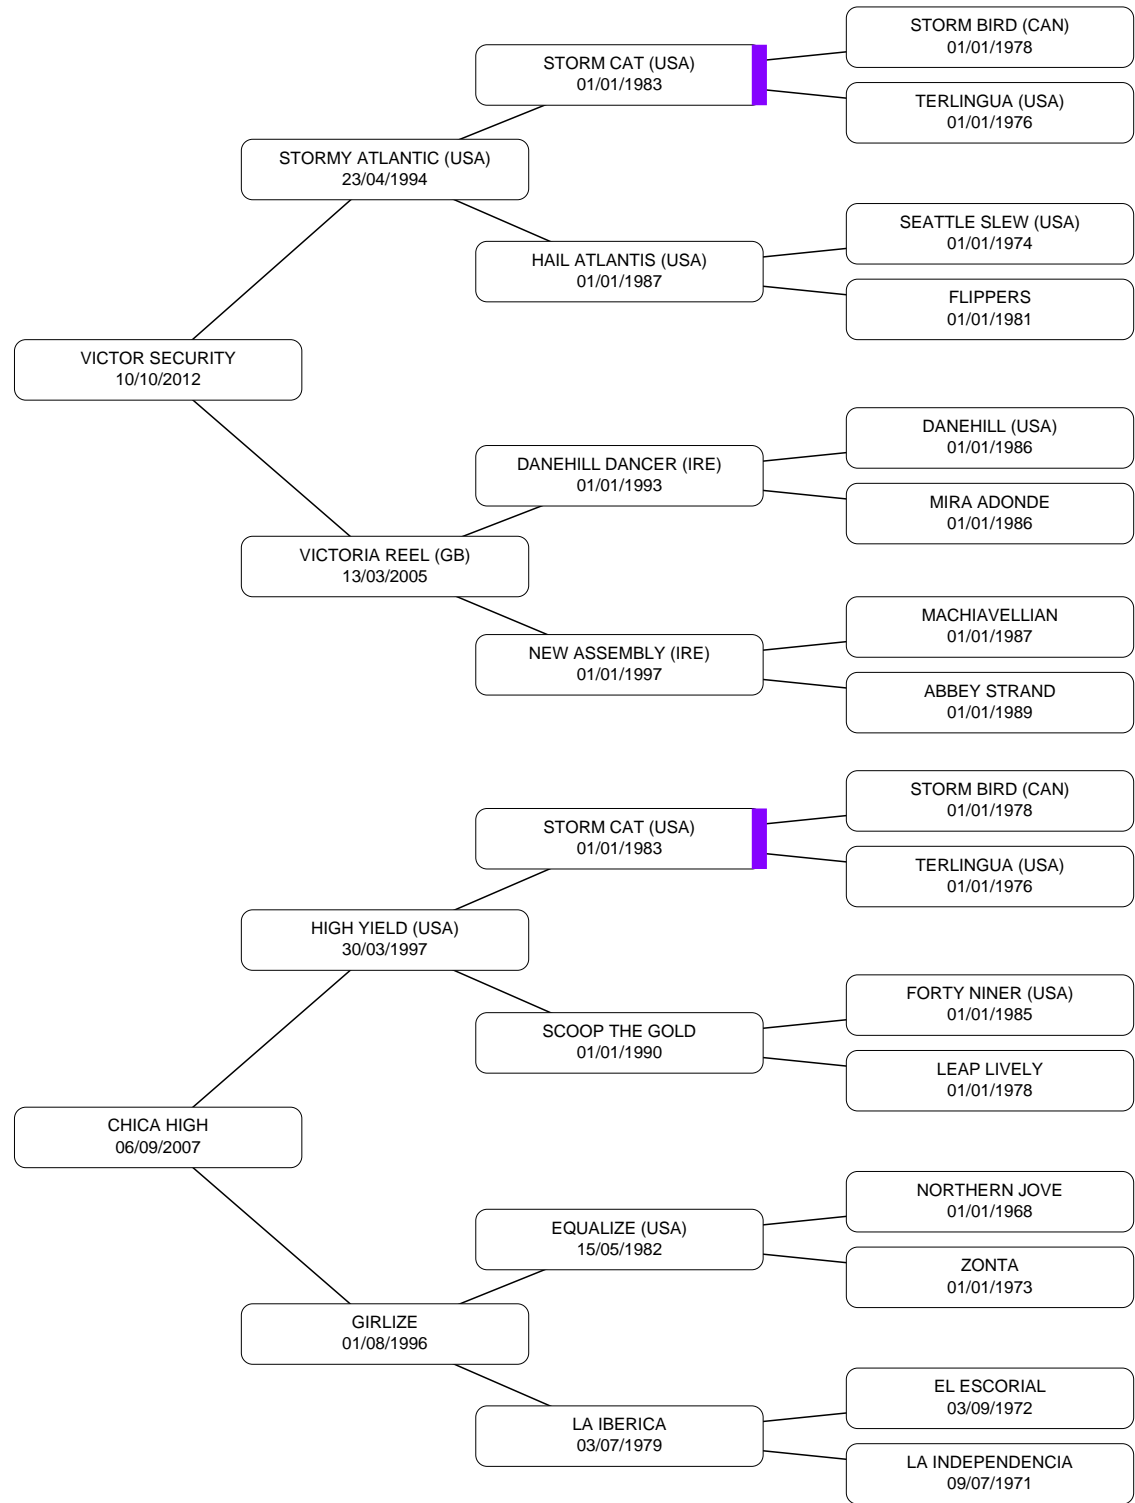 STORM BIRD (CAN)
01/01/1978
STORM CAT (USA)
01/01/1983
TERLINGUA (USA)
01/01/1976
STORMY ATLANTIC (USA)
23/04/1994
SEATTLE SLEW (USA)
01/01/1974
HAIL ATLANTIS (USA)
01/01/1987
FLIPPERS
01/01/1981
VICTOR SECURITY
10/10/2012
DANEHILL (USA)
01/01/1986
DANEHILL DANCER (IRE)
01/01/1993
MIRA ADONDE
01/01/1986
VICTORIA REEL (GB)
13/03/2005
MACHIAVELLIAN
01/01/1987
NEW ASSEMBLY (IRE)
01/01/1997
ABBEY STRAND
01/01/1989
STORM BIRD (CAN)
01/01/1978
STORM CAT (USA)
01/01/1983
TERLINGUA (USA)
01/01/1976
HIGH YIELD (USA)
30/03/1997
FORTY NINER (USA)
01/01/1985
SCOOP THE GOLD
01/01/1990
LEAP LIVELY
01/01/1978
CHICA HIGH
06/09/2007
NORTHERN JOVE
01/01/1968
EQUALIZE (USA)
15/05/1982
ZONTA
01/01/1973
GIRLIZE
01/08/1996
EL ESCORIAL
03/09/1972
LA IBERICA
03/07/1979
LA INDEPENDENCIA
09/07/1971